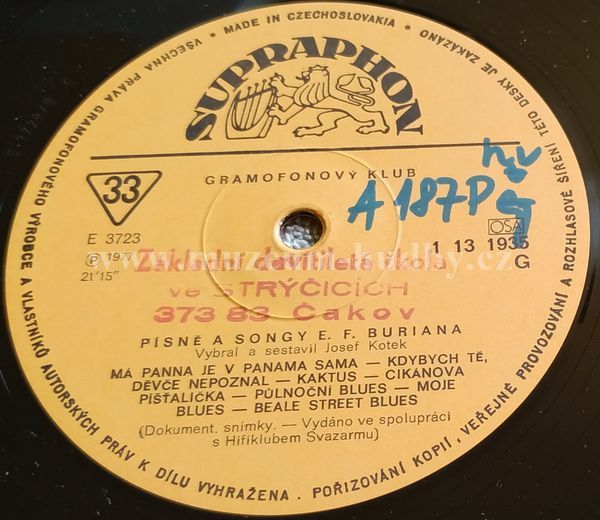 VŠECHNA PRÁVA GRAMOFONOVÉHO VÝROBCE A VLASTNÍKŮ AUTORSKÝCH PRÁV K DÍLU VYHRAŽENA · POŘIZOVÁNÍ KOPIÍ, VEŘEJNÉ PROVOZOVÁNÍ A ROZHLASOVÉ ŠÍŘENÍ TÉTO DESKY JE ZAKÁZÁNO · MADE IN CZECHOSLOVAKIA ·
SUPRAPHON
33
GRAMOFONOVÝ KLUB
A 187P
E 3723
OSA
1 13 1935
G
℗ 1977
21'15"
Základní devítiletá škola
ve STRÝČICÍCH
373 83 Čakov
PÍSNĚ A SONGY E. F. BURIANA
Vybral a sestavil Josef Kotek
MÁ PANNA JE V PANAMA SAMA – KDYBYCH TĚ,
DĚVČE NEPOZNAL – KAKTUS – CIKÁNOVA
PÍŠŤALIČKA – PŮLNOČNÍ BLUES – MOJE
BLUES – BEALE STREET BLUES
(Dokument. snímky. – Vydáno ve spolupráci
s Hifiklubem Svazarmu)